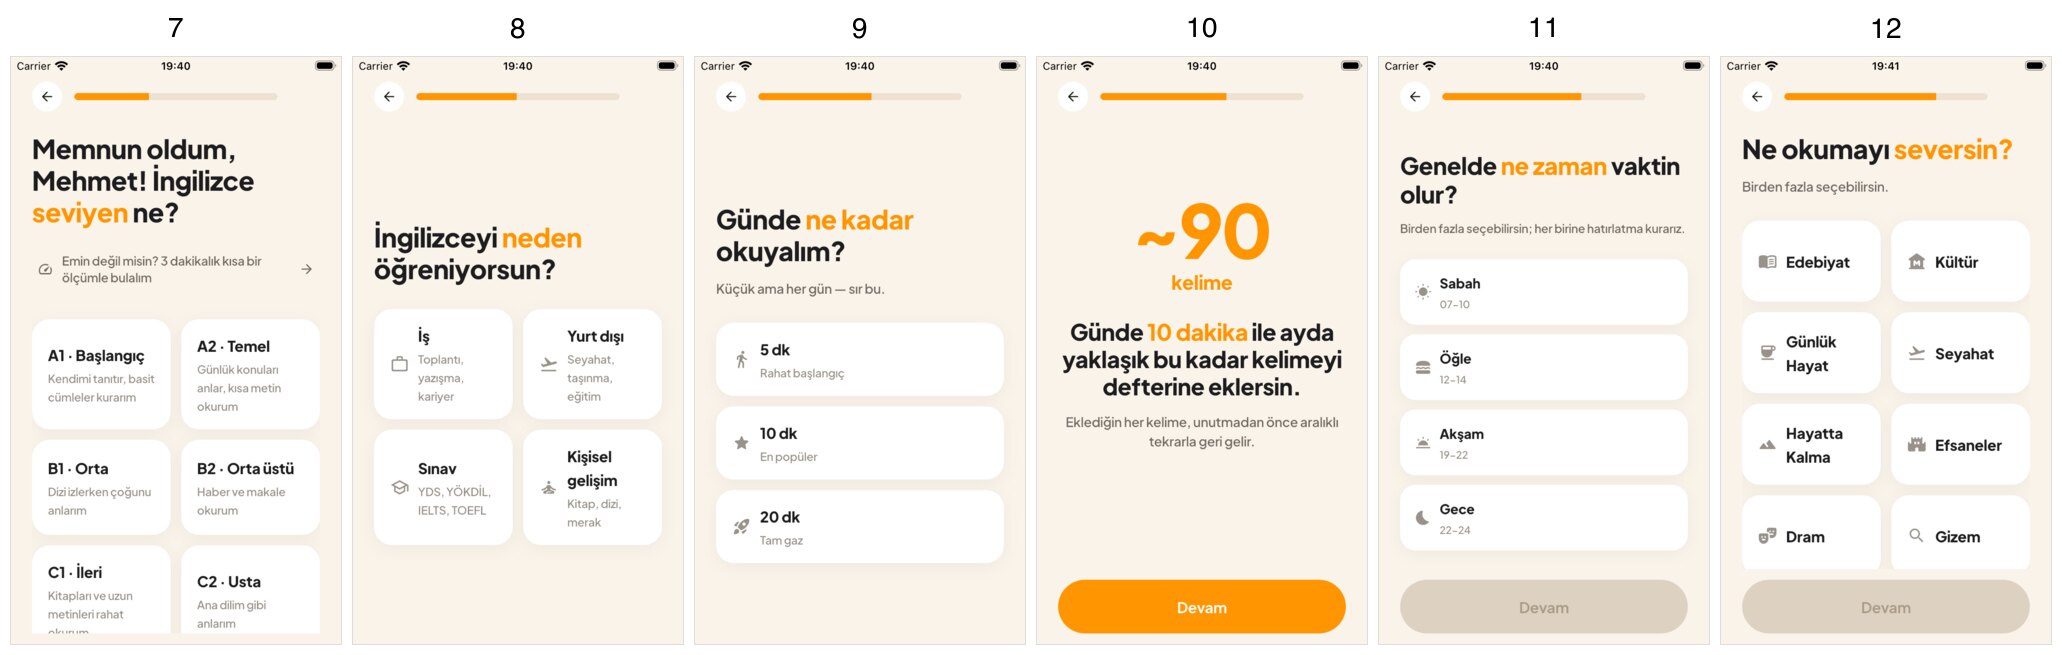 7
Carrier 19:40
Memnun oldum,
Mehmet! İngilizce
seviyen ne?
Emin değil misin? 3 dakikalık kısa bir
ölçümle bulalım
A1 · Başlangıç
Kendimi tanıtır, basit
cümleler kurarım
A2 · Temel
Günlük konuları
anlar, kısa metin
okurum
B1 · Orta
Dizi izlerken çoğunu
anlarım
B2 · Orta üstü
Haber ve makale
okurum
C1 · İleri
Kitapları ve uzun
metinleri rahat
okurum
C2 · Usta
Ana dilim gibi
anlarım
8
Carrier 19:40
İngilizceyi neden
öğreniyorsun?
İş
Toplantı,
yazışma,
kariyer
Yurt dışı
Seyahat,
taşınma,
eğitim
Sınav
YDS, YÖKDİL,
IELTS, TOEFL
Kişisel
gelişim
Kitap, dizi,
merak
9
Carrier 19:40
Günde ne kadar
okuyalım?
Küçük ama her gün — sır bu.
5 dk
Rahat başlangıç
10 dk
En popüler
20 dk
Tam gaz
10
Carrier 19:40
~90
kelime
Günde 10 dakika ile ayda
yaklaşık bu kadar kelimeyi
defterine eklersin.
Eklediğin her kelime, unutmadan önce aralıklı
tekrarla geri gelir.
Devam
11
Carrier 19:40
Genelde ne zaman vaktin
olur?
Birden fazla seçebilirsin; her birine hatırlatma kurarız.
Sabah
07–10
Öğle
12–14
Akşam
19–22
Gece
22–24
Devam
12
Carrier 19:41
Ne okumayı seversin?
Birden fazla seçebilirsin.
Edebiyat
Kültür
Günlük
Hayat
Seyahat
Hayatta
Kalma
Efsaneler
Dram
Gizem
Devam